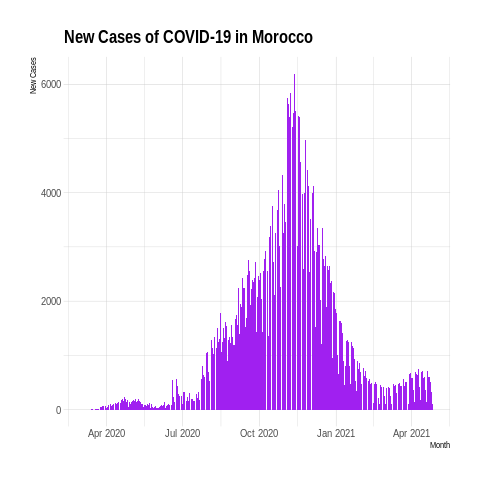 New Cases of COVID-19 in Morocco
New Cases
6000
4000
2000
0
Apr 2020 Jul 2020 Oct 2020 Jan 2021 Apr 2021
Month